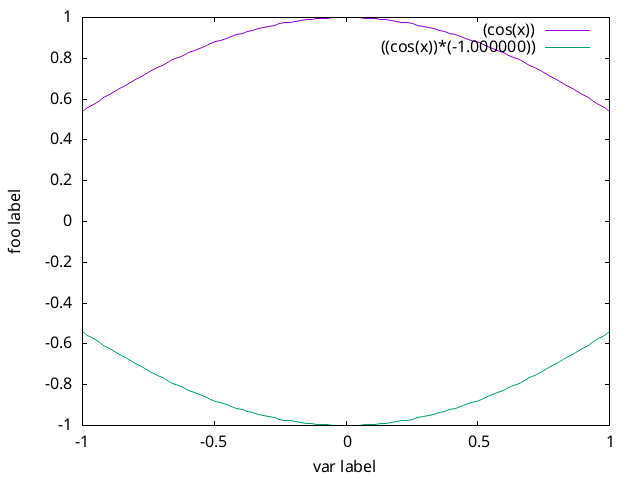 (cos(x))
((cos(x))*(-1.000000))
1
0.8
0.6
0.4
0.2
0
-0.2
-0.4
-0.6
-0.8
-1
foo label
-1 -0.5 0 0.5 1
var label